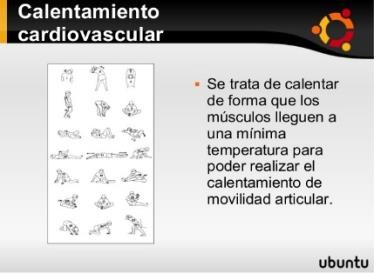 Calentamiento
cardiovascular
Se trata de calentar
de forma que los
músculos lleguen a
una mínima
temperatura para
poder realizar el
calentamiento de
movilidad articular.
ubuntu